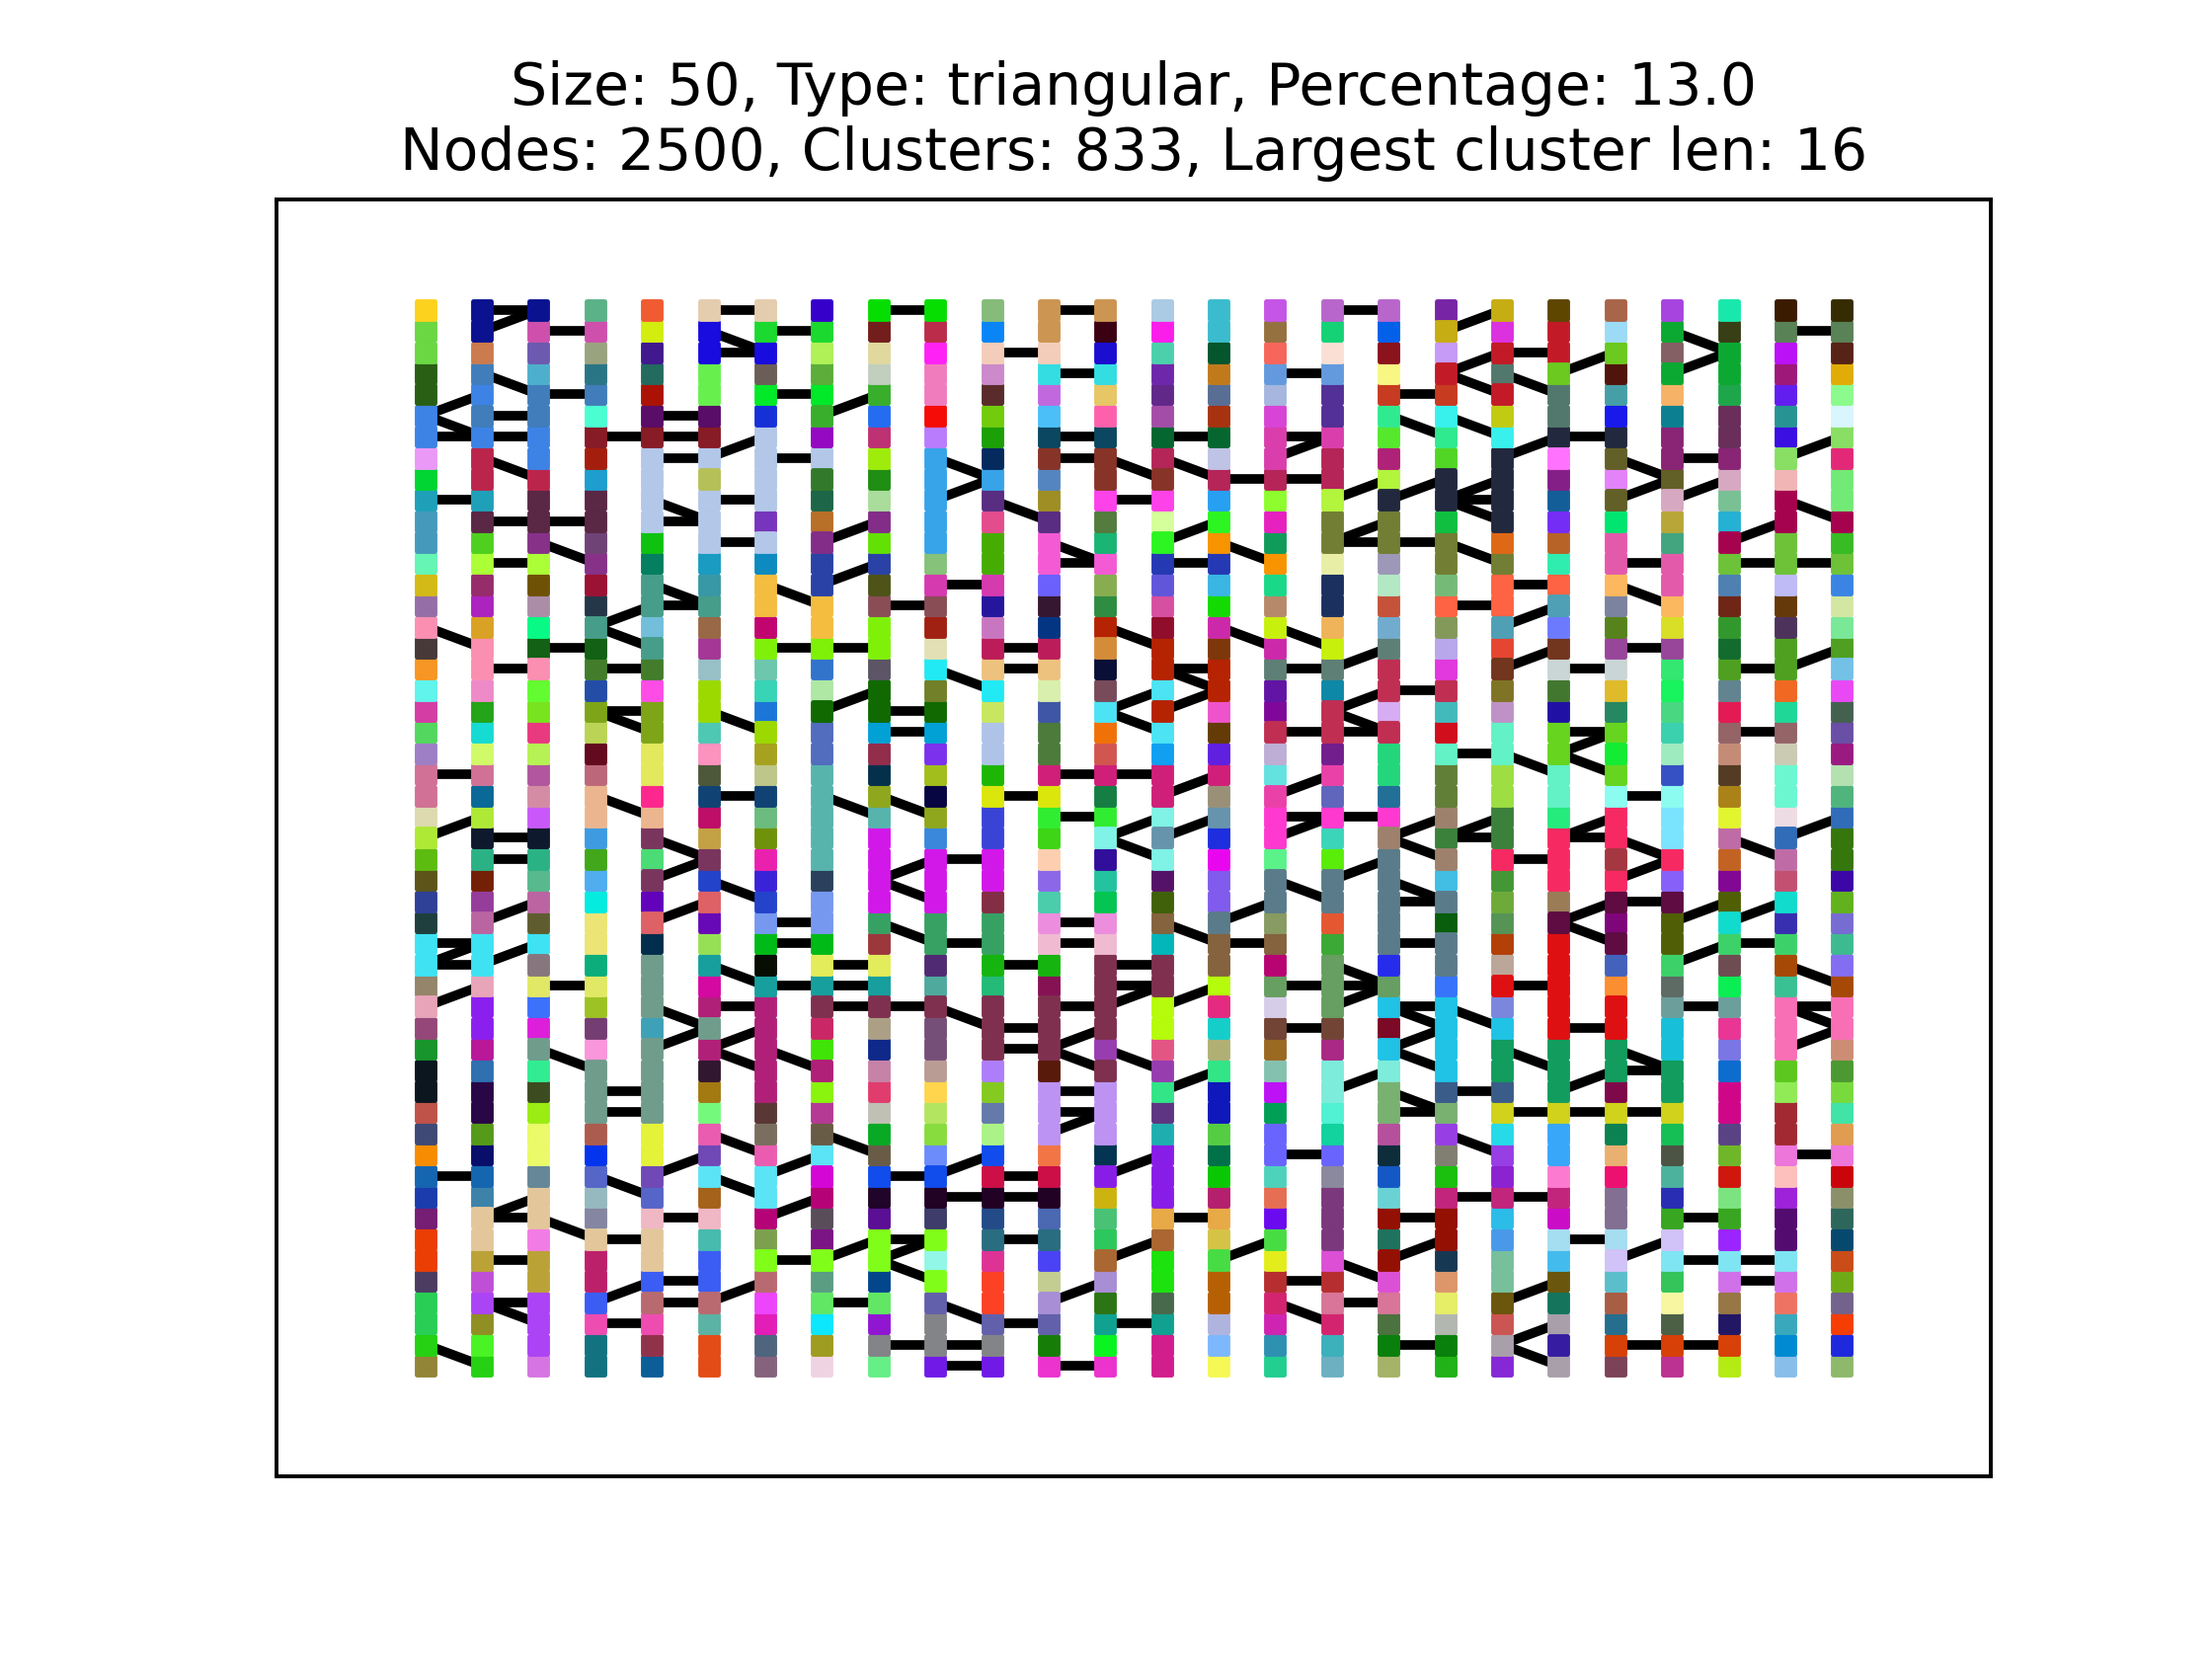 Size: 50, Type: triangular, Percentage: 13.0
Nodes: 2500, Clusters: 833, Largest cluster len: 16